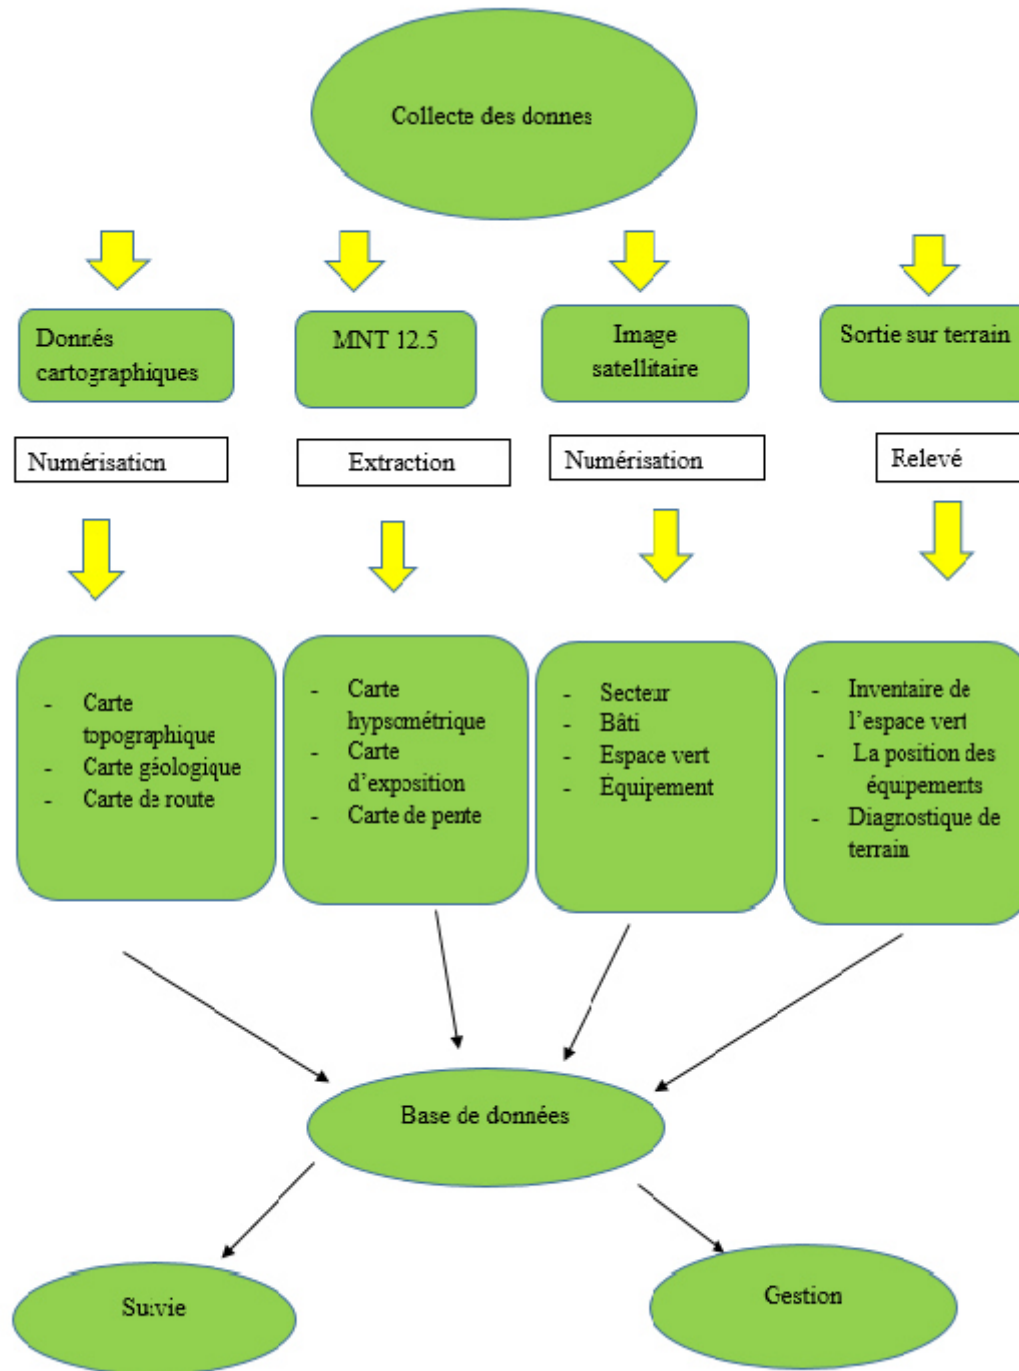 Collecte des donnes
Donnés
cartographiques
MNT 12.5
Image
satellitaire
Sortie sur terrain
Numérisation
Extraction
Numérisation
Relevé
- Carte
topographique
- Carte géologique
- Carte de route
- Carte
hypsométrique
- Carte
d'exposition
- Carte de pente
- Secteur
- Bâti
- Espace vert
- Équipement
- Inventaire de
l'espace vert
- La position des
équipements
- Diagnostique de
terrain
Base de données
Suivie
Gestion